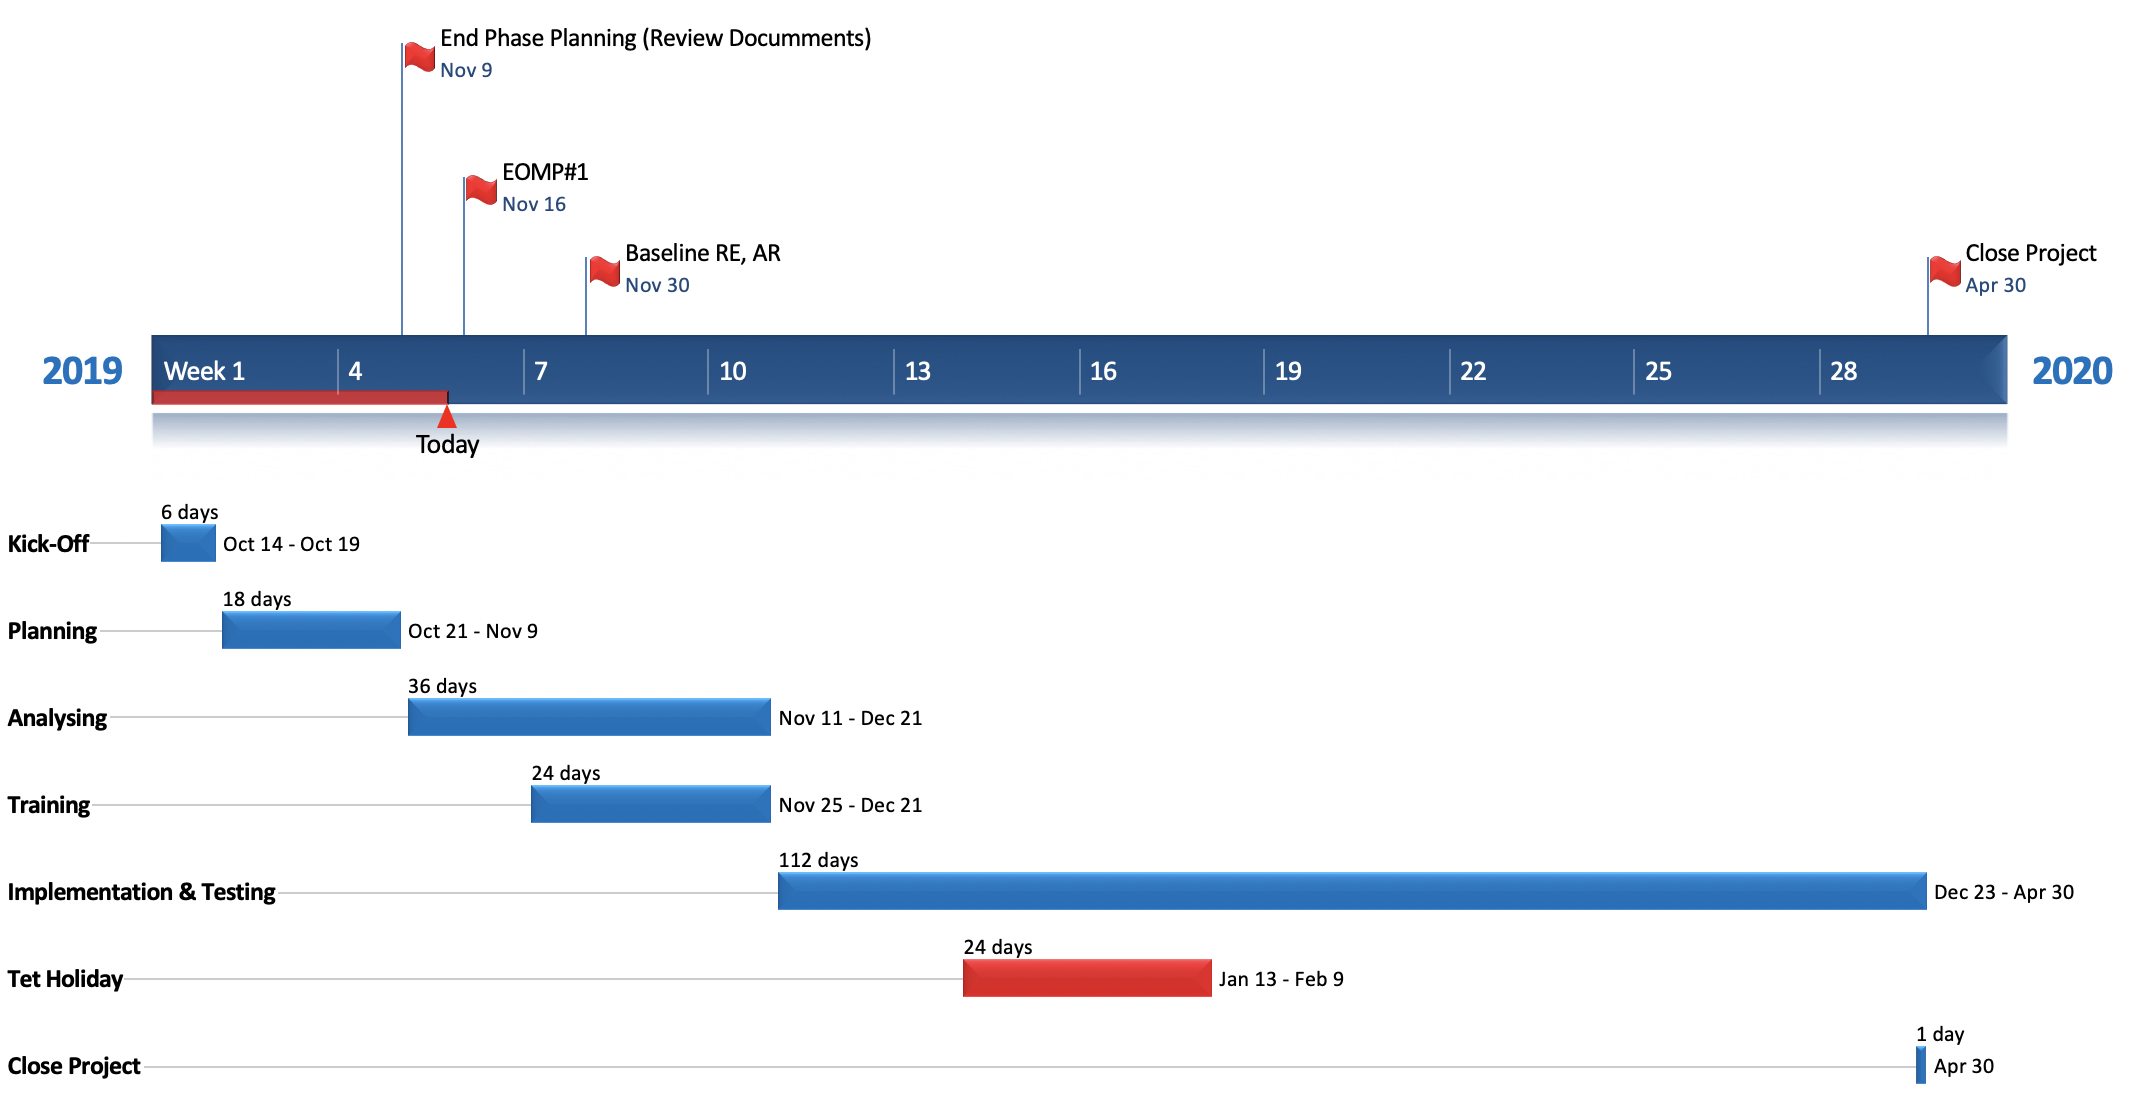 End Phase Planning (Review Documments)
Nov 9
EOMP#1
Nov 16
Baseline RE, AR
Nov 30
Close Project
Apr 30
2019 Week 1 4 7 10 13 16 19 22 25 28 2020
Today
6 days
Kick-Off Oct 14 - Oct 19
18 days
Planning Oct 21 - Nov 9
36 days
Analysing Nov 11 - Dec 21
24 days
Training Nov 25 - Dec 21
112 days
Implementation & Testing Dec 23 - Apr 30
24 days
Tet Holiday Jan 13 - Feb 9
1 day
Close Project Apr 30